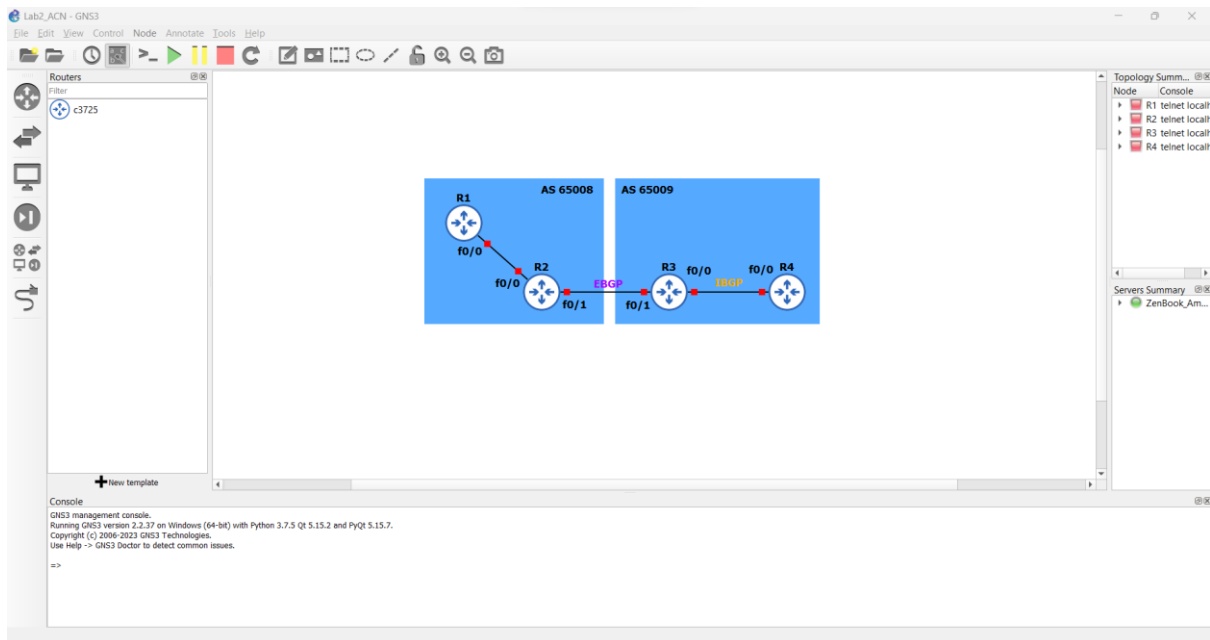 Lab2_ACN - GNS3
File Edit View Control Node Annotate Tools Help
Routers
Filter
c3725
New template
AS 65008
AS 65009
R1
f0/0
R2
f0/0
f0/1
EBGP
R3
f0/0
f0/1
IBGP
f0/0 R4
Topology Summ...
Node Console
R1 telnet localh
R2 telnet localh
R3 telnet localh
R4 telnet localh
Servers Summary
ZenBook_Am...
Console
GNS3 management console.
Running GNS3 version 2.2.37 on Windows (64-bit) with Python 3.7.5 Qt 5.15.2 and PyQt 5.15.7.
Copyright (c) 2006-2023 GNS3 Technologies.
Use Help -> GNS3 Doctor to detect common issues.
=>